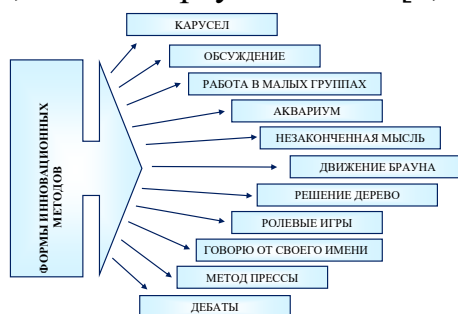 КАРУСЕЛ
ОБСУЖДЕНИЕ
РАБОТА В МАЛЫХ ГРУППАХ
АКВАРИУМ
НЕЗАКОНЧЕННАЯ МЫСЛЬ
ДВИЖЕНИЕ БРАУНА
РЕШЕНИЕ ДЕРЕВО
РОЛЕВЫЕ ИГРЫ
ГОВОРЮ ОТ СВОЕГО ИМЕНИ
МЕТОД ПРЕССЫ
ДЕБАТЫ
ФОРМЫ ИННОВАЦИОННЫХ
МЕТОДОВ